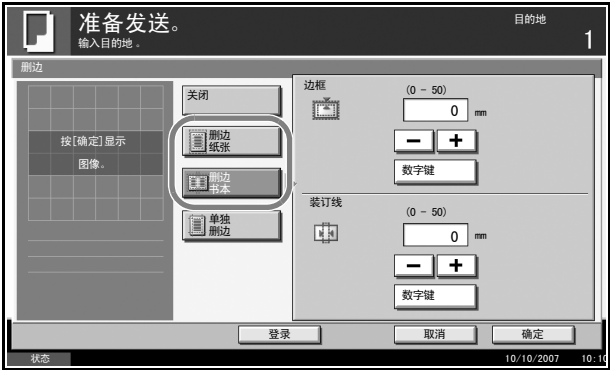 准备发送。
输入目的地。
目的地
1
删边
按[确定]显示
图像。
关闭
删边
纸张
删边
书本
单独
删边
边框
(0 - 50)
0 mm
数字键
装订线
(0 - 50)
0 mm
数字键
登录
取消
确定
状态
10/10/2007 10:10